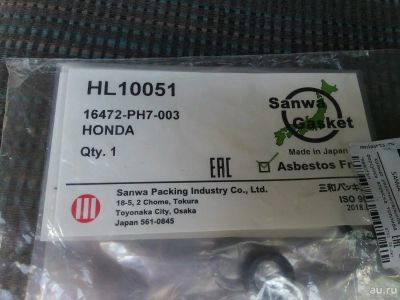 HL10051
16472-PH7-003
HONDA
Qty. 1
Sanwa
Gasket
Made in Japan
Asbestos Fr
EAC
Sanwa Packing Industry Co., Ltd.
18-5, 2 Chome, Tokura
Toyonaka City, Osaka
Japan 561-0845
三和パッキ
ISO 9
2018.
au.ru